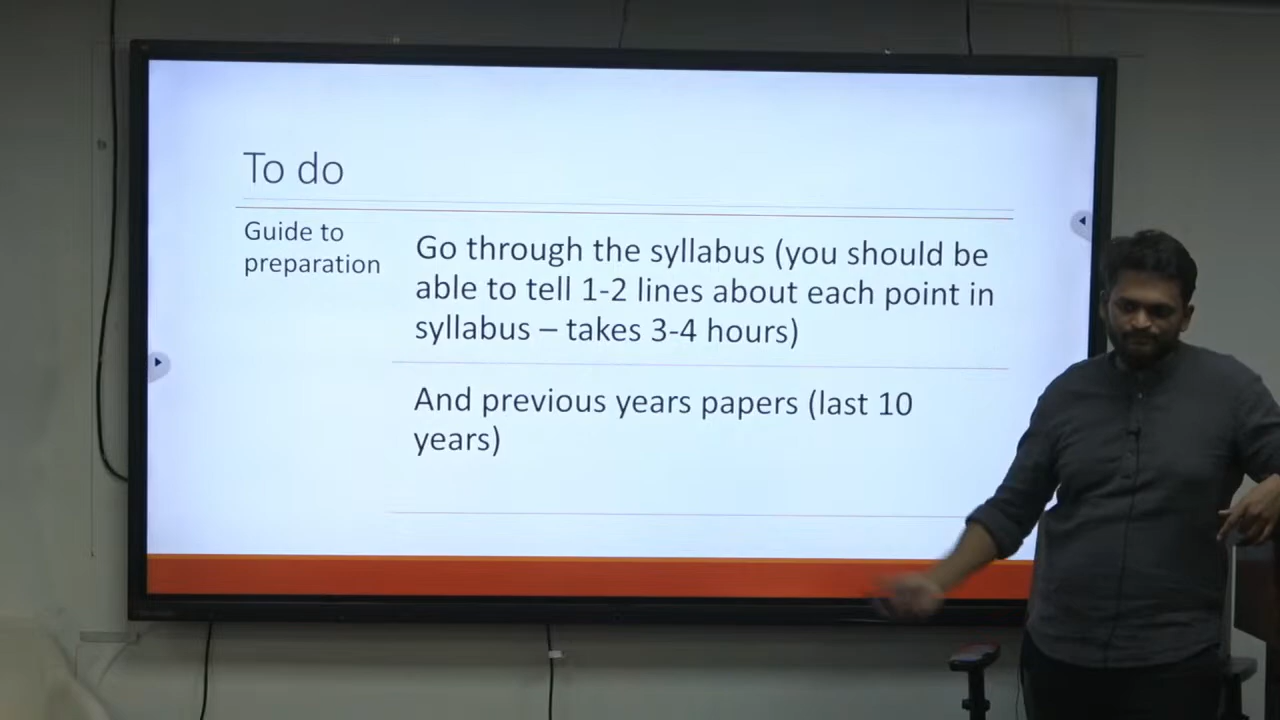 To do
Guide to
preparation
Go through the syllabus (you should be
able to tell 1-2 lines about each point in
syllabus – takes 3-4 hours)
And previous years papers (last 10
years)